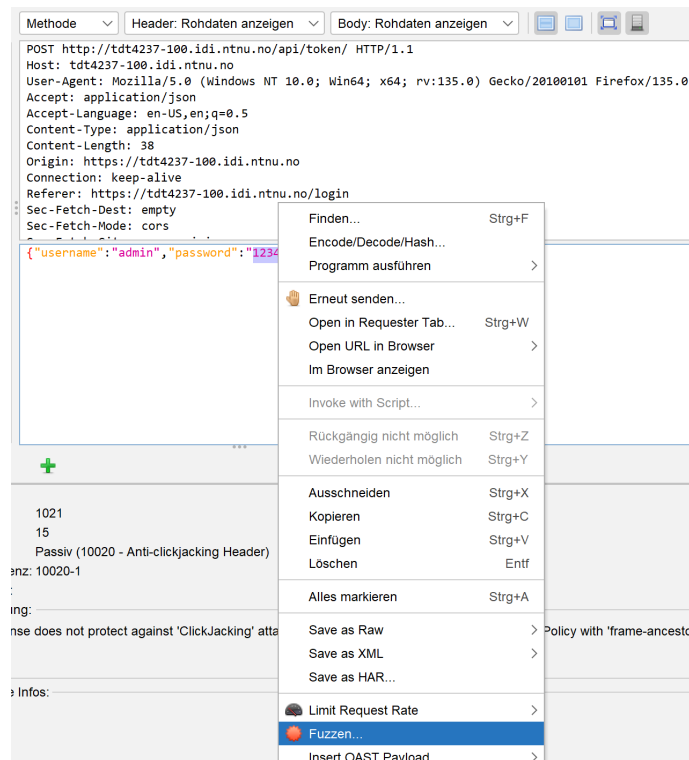 Methode
Header: Rohdaten anzeigen
Body: Rohdaten anzeigen
POST http://tdt4237-100.idi.ntnu.no/api/token/ HTTP/1.1
Host: tdt4237-100.idi.ntnu.no
User-Agent: Mozilla/5.0 (Windows NT 10.0; Win64; x64; rv:135.0) Gecko/20100101 Firefox/135.0
Accept: application/json
Accept-Language: en-US,en;q=0.5
Content-Type: application/json
Content-Length: 38
Origin: https://tdt4237-100.idi.ntnu.no
Connection: keep-alive
Referer: https://tdt4237-100.idi.ntnu.no/login
Sec-Fetch-Dest: empty
Sec-Fetch-Mode: cors
{"username":"admin","password":"1234
Finden... Strg+F
Encode/Decode/Hash...
Programm ausführen
Erneut senden...
Open in Requester Tab... Strg+W
Open URL in Browser
Im Browser anzeigen
Invoke with Script...
Rückgängig nicht möglich Strg+Z
Wiederholen nicht möglich Strg+Y
Ausschneiden Strg+X
Kopieren Strg+C
Einfügen Strg+V
Löschen Entf
Alles markieren Strg+A
Save as Raw
Save as XML
Save as HAR...
Limit Request Rate
Fuzzen...
Insert OAST Payload
1021
15
Passiv (10020 - Anti-clickjacking Header)
enz: 10020-1
ung:
nse does not protect against 'ClickJacking' atta
Policy with 'frame-ancesto
e Infos: